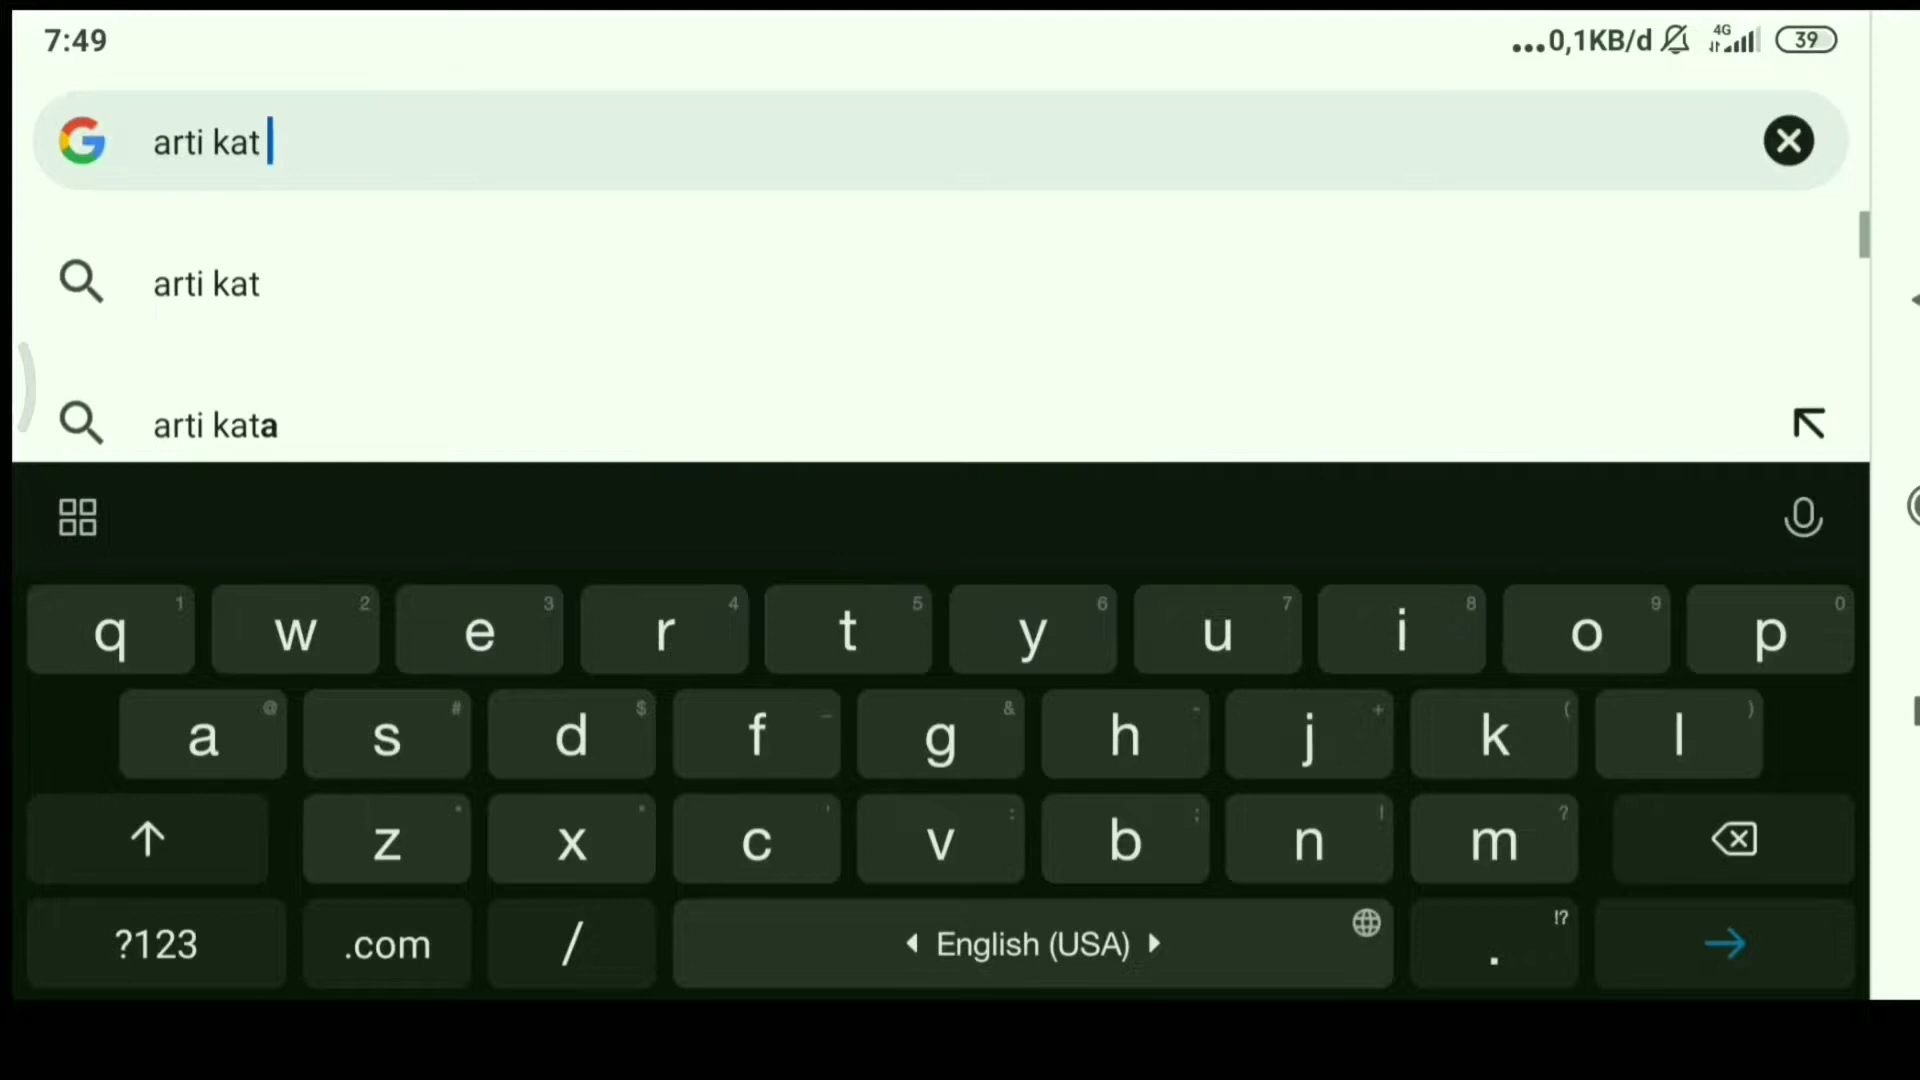 7:49
...0,1KB/d 4G 39
arti kat
arti kat
arti kata
q 1 w 2 e 3 r 4 t 5 y 6 u 7 i 8 o 9 p 0
a @ s # d $ f _ g & h - j + k ( l )
z x c ' v : b ; n ! m ?
?123 .com / English (USA) . !?